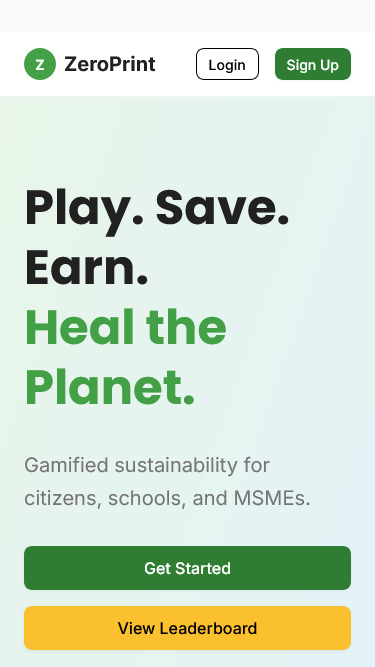 Z ZeroPrint Login Sign Up
Play. Save.
Earn.
Heal the
Planet.
Gamified sustainability for
citizens, schools, and MSMEs.
Get Started
View Leaderboard